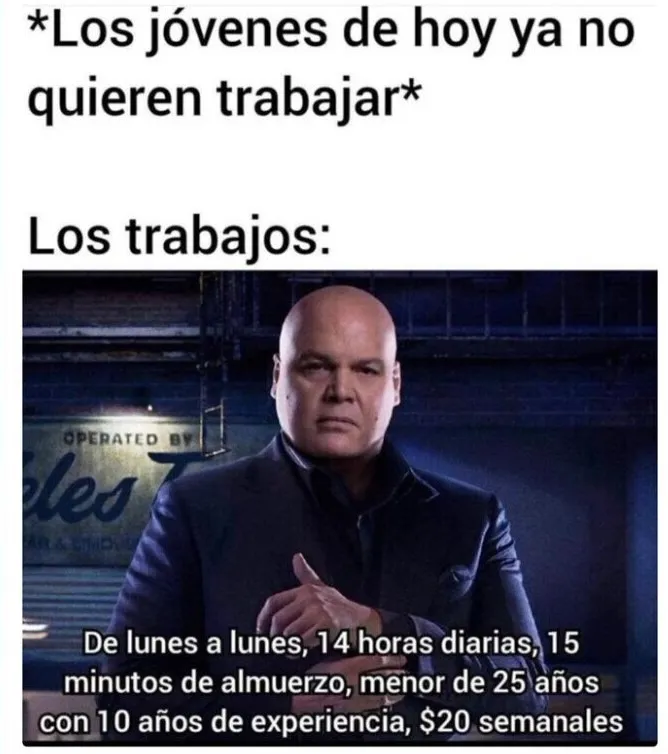 *Los jóvenes de hoy ya no
quieren trabajar*
Los trabajos:
OPERATED BY
De lunes a lunes, 14 horas diarias, 15
minutos de almuerzo, menor de 25 años
con 10 años de experiencia, $20 semanales